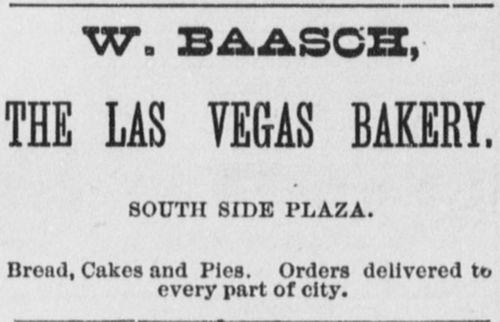 W. BAASCH,
THE LAS VEGAS BAKERY.
SOUTH SIDE PLAZA.
Bread, Cakes and Pies. Orders delivered to
every part of city.